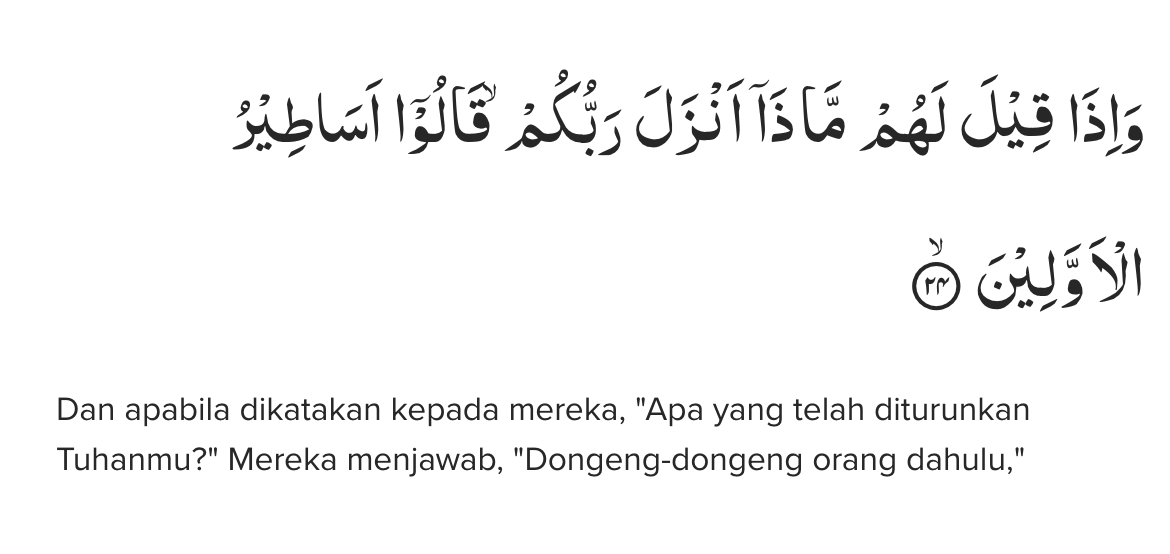 وَاِذَا قِيْلَ لَهُمْ مَّاذَآ اَنْزَلَ رَبُّكُمْ ۙقَالُوْٓا اَسَاطِيْرُ
الْاَوَّلِيْنَ ۙ ٢٤
Dan apabila dikatakan kepada mereka, "Apa yang telah diturunkan
Tuhanmu?" Mereka menjawab, "Dongeng-dongeng orang dahulu,"